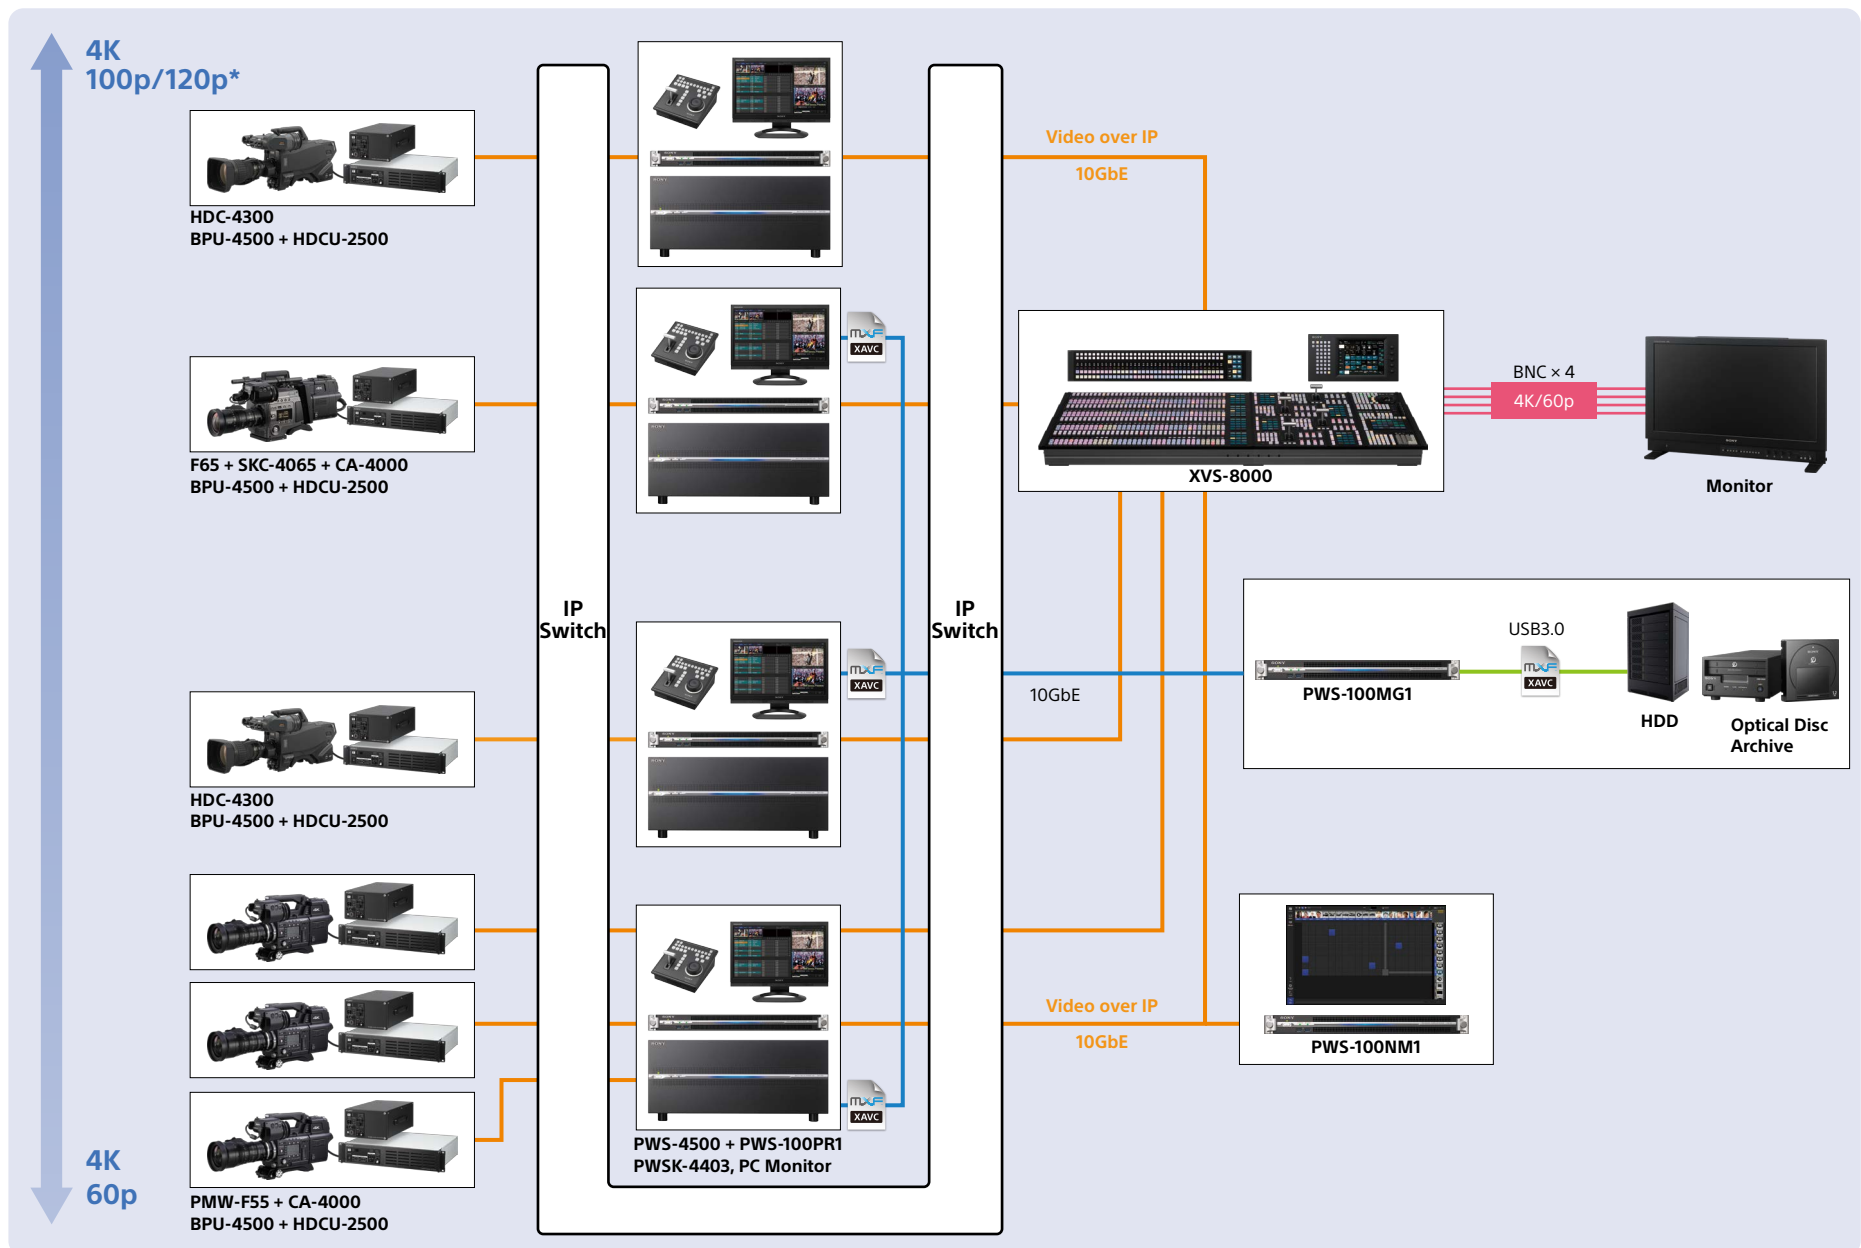 4K
100p/120p*
HDC-4300
BPU-4500 + HDCU-2500
Video over IP
10GbE
MXF
XAVC
F65 + SKC-4065 + CA-4000
BPU-4500 + HDCU-2500
XVS-8000
BNC × 4
4K/60p
Monitor
IP
Switch
IP
Switch
MXF
XAVC
10GbE
PWS-100MG1
USB3.0
MXF
XAVC
HDD
Optical Disc
Archive
HDC-4300
BPU-4500 + HDCU-2500
Video over IP
10GbE
PWS-100NM1
MXF
XAVC
PWS-4500 + PWS-100PR1
PWSK-4403, PC Monitor
4K
60p
PMW-F55 + CA-4000
BPU-4500 + HDCU-2500